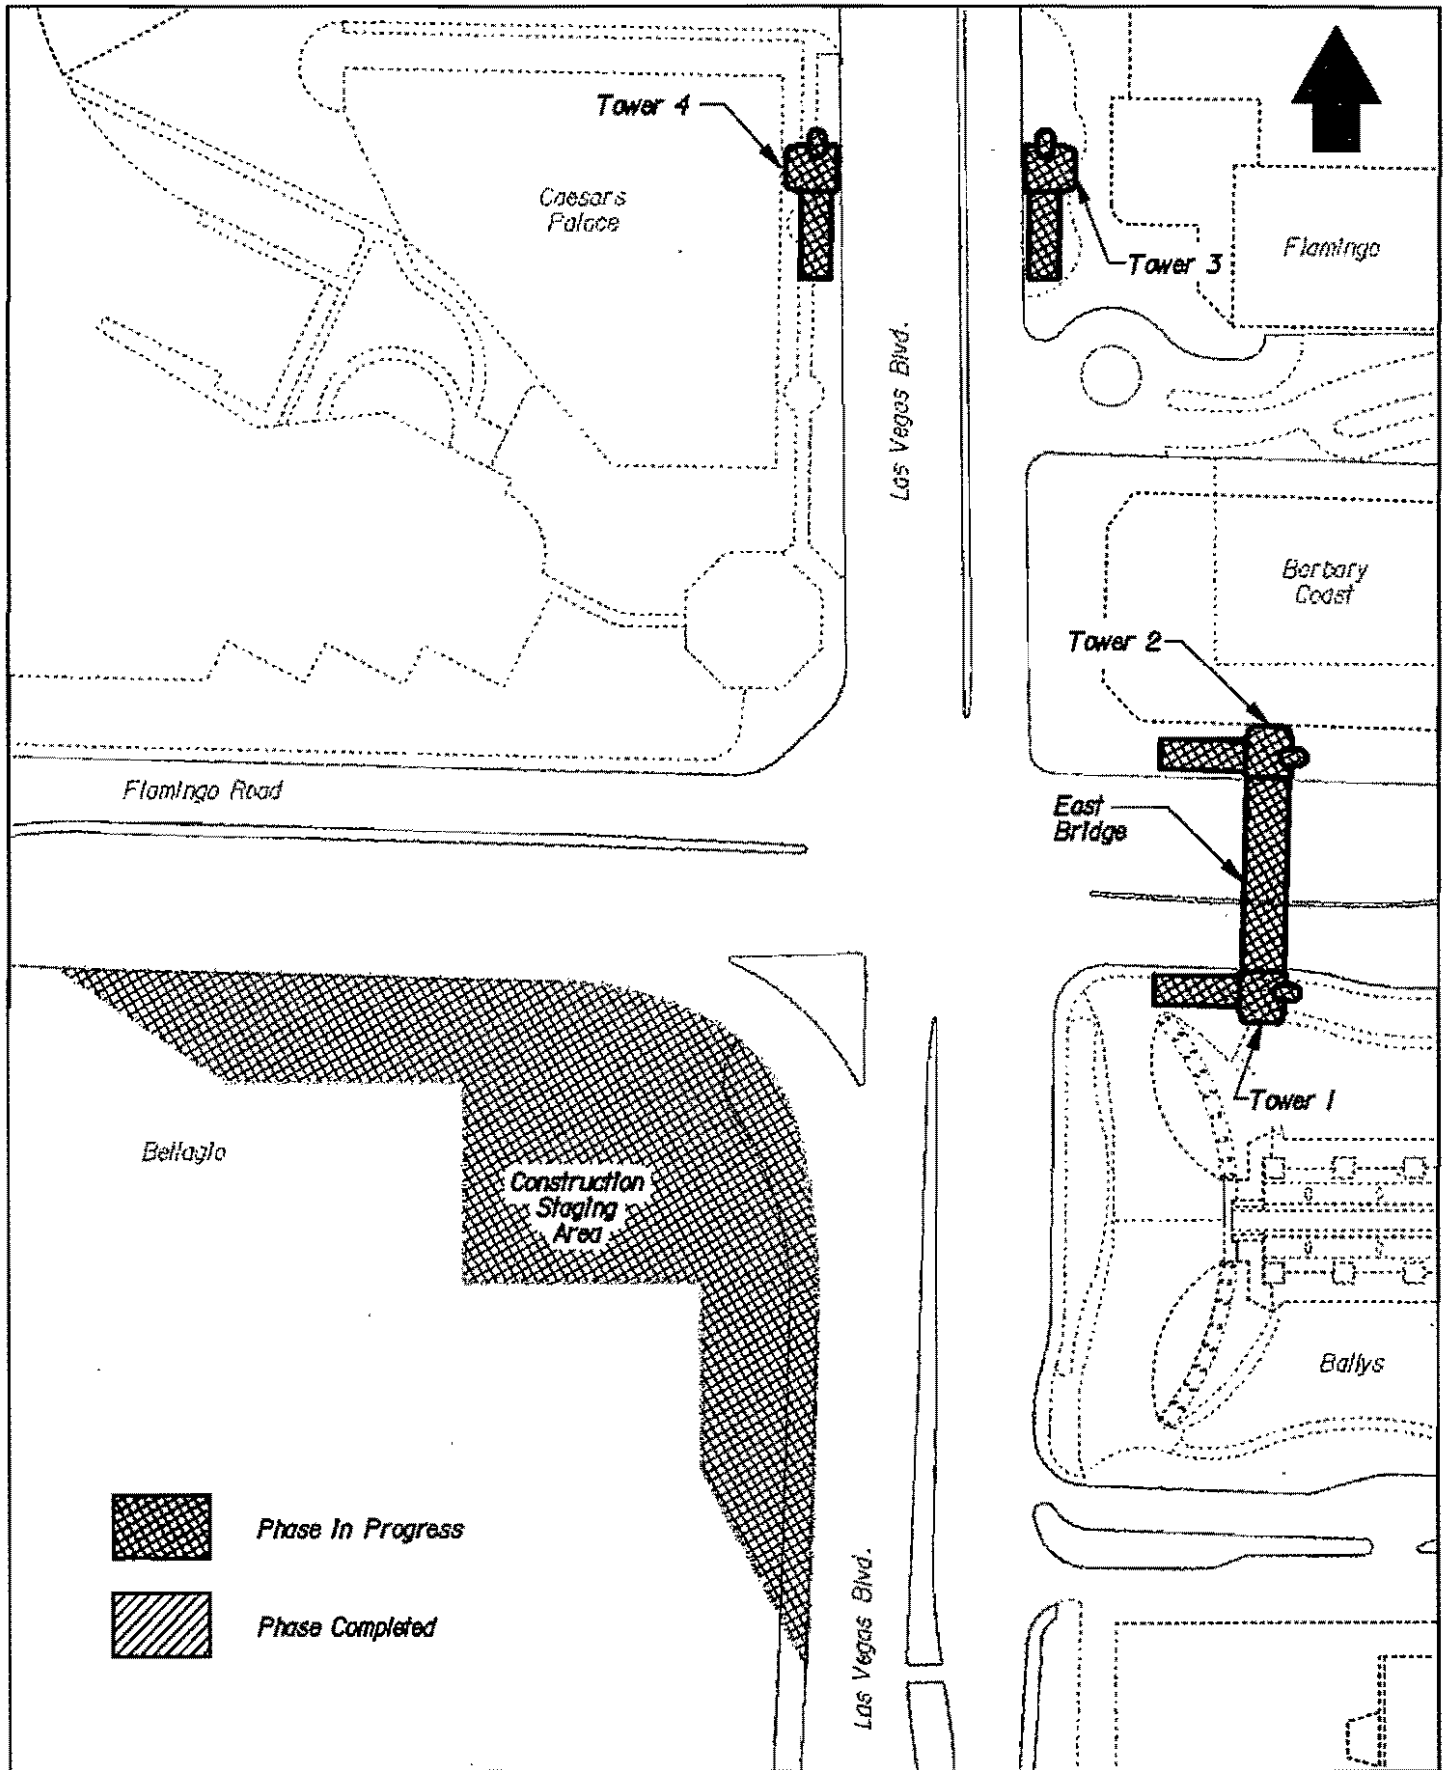 Tower 4
Caesars
Palace
Tower 3
Flamingo
Las Vegas Blvd.
Barbary
Coast
Tower 2
Flamingo Road
East
Bridge
Tower 1
Bellagio
Construction
Staging
Area
Ballys
Phase In Progress
Phase Completed
Las Vegas Blvd.